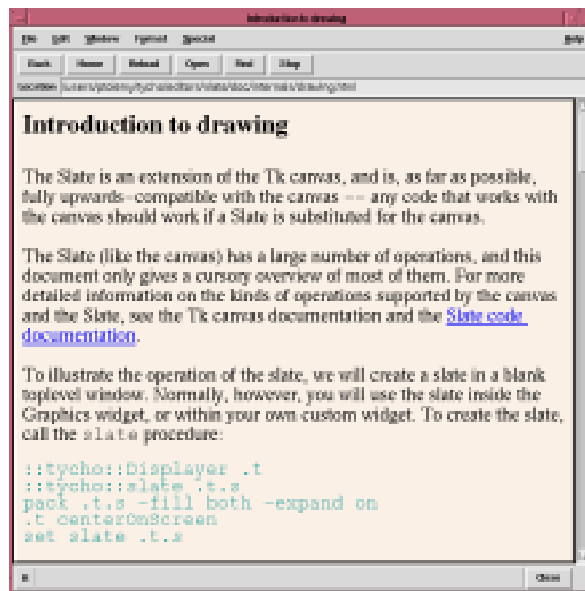 Introduction to drawing
File Edit Window Format Special Help
Back Home Reload Open Find Stop
Introduction to drawing
The Slate is an extension of the Tk canvas, and is, as far as possible,
fully upwards-compatible with the canvas -- any code that works with
the canvas should work if a Slate is substituted for the canvas.
The Slate (like the canvas) has a large number of operations, and this
document only gives a cursory overview of most of them. For more
detailed information on the kinds of operations supported by the canvas
and the Slate, see the Tk canvas documentation and the Slate code
documentation.
To illustrate the operation of the slate, we will create a slate in a blank
toplevel window. Normally, however, you will use the slate inside the
Graphics widget, or within your own custom widget. To create the slate,
call the slate procedure:
::tycho::Displayer .t
::tycho::slate .t.s
pack .t.s -fill both -expand on
.t centerOnScreen
set slate .t.s
Close